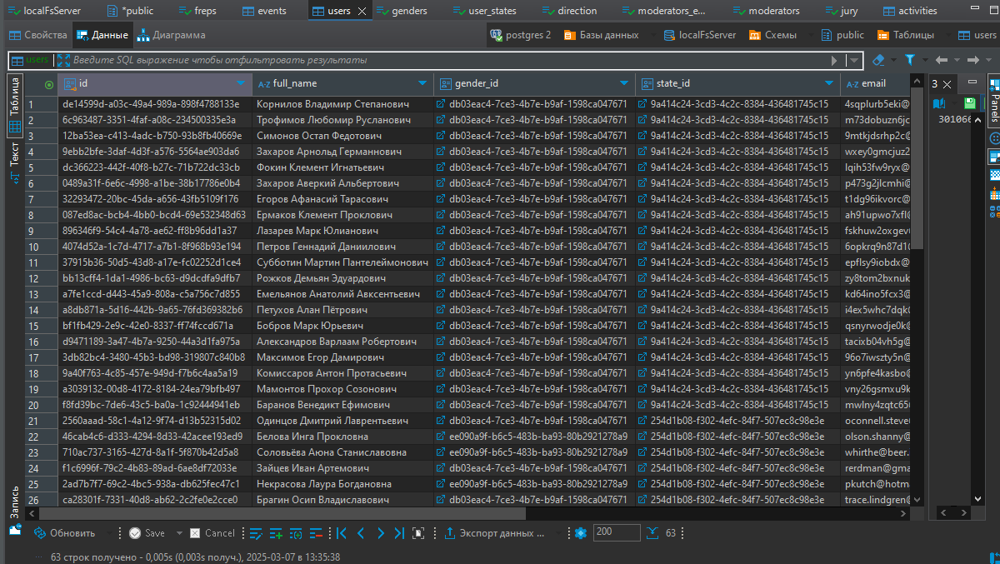 localFsServer *public freps events users genders user_states direction moderators_e... moderators jury activities
Свойства Данные Диаграмма postgres 2 Базы данных localFsServer Схемы public Таблицы users
users Введите SQL выражение чтобы отфильтровать результаты
id A-Z full_name gender_id state_id A-Z email 3
1 de14599d-a03c-49a4-989a-898f4788133e Корнилов Владимир Степанович db03eac4-7ce3-4b7e-b9af-1598ca047671 9a414c24-3cd3-4c2c-8384-436481745c15 4sqplurb5eki@
2 6c963487-3351-4faf-a08c-234500335e3a Трофимов Любомир Русланович db03eac4-7ce3-4b7e-b9af-1598ca047671 9a414c24-3cd3-4c2c-8384-436481745c15 m73dobuzn6jc
3 12ba53ea-c413-4adc-b750-93b8fb40669e Симонов Остап Федотович db03eac4-7ce3-4b7e-b9af-1598ca047671 9a414c24-3cd3-4c2c-8384-436481745c15 9mtkjdsrhp2c@
4 9ebb2bfe-3daf-4d3f-a576-5564ae903da6 Захаров Арнольд Германнович db03eac4-7ce3-4b7e-b9af-1598ca047671 9a414c24-3cd3-4c2c-8384-436481745c15 wxey0gmcjuz2
5 dc366223-442f-40f8-b27c-71b722dc33cb Фокин Клемент Игнатьевич db03eac4-7ce3-4b7e-b9af-1598ca047671 9a414c24-3cd3-4c2c-8384-436481745c15 lqih53fw9ryx@
6 0489a31f-6e6c-4998-a1be-38b17786e0b4 Захаров Аверкий Альбертович db03eac4-7ce3-4b7e-b9af-1598ca047671 9a414c24-3cd3-4c2c-8384-436481745c15 p473g2jlcmhi@
7 32293472-20bc-45da-a656-43fb5109f176 Егоров Афанасий Тарасович db03eac4-7ce3-4b7e-b9af-1598ca047671 9a414c24-3cd3-4c2c-8384-436481745c15 t1dg96ikvorc@
8 087ed8ac-bcb4-4bb0-bcd4-69e532348d63 Ермаков Клемент Проклович db03eac4-7ce3-4b7e-b9af-1598ca047671 9a414c24-3cd3-4c2c-8384-436481745c15 ah91upwo7xfl@
9 896346f9-54c4-4a78-ae62-ff8b96dd1a37 Лазарев Марк Юлианович db03eac4-7ce3-4b7e-b9af-1598ca047671 9a414c24-3cd3-4c2c-8384-436481745c15 fskhuw2oxgev
10 4074d52a-1c7d-4717-a7b1-8f968b93e194 Петров Геннадий Даниилович db03eac4-7ce3-4b7e-b9af-1598ca047671 9a414c24-3cd3-4c2c-8384-436481745c15 6opkrq9n87d1
11 37915b36-50d5-43d8-a17e-fc02252d1ce4 Субботин Мартин Пантелеймонович db03eac4-7ce3-4b7e-b9af-1598ca047671 9a414c24-3cd3-4c2c-8384-436481745c15 epflsy9iobdx@
12 bb13cff4-1da1-4986-bc63-d9dcdfa9dfb7 Рожков Демьян Эдуардович db03eac4-7ce3-4b7e-b9af-1598ca047671 9a414c24-3cd3-4c2c-8384-436481745c15 zy8tom2bxnuk
13 a7fe1ccd-d443-45a9-808a-c5a756c7d855 Емельянов Анатолий Авксентьевич db03eac4-7ce3-4b7e-b9af-1598ca047671 9a414c24-3cd3-4c2c-8384-436481745c15 kd64ino5fcx3@
14 a8db871a-5d16-442b-9a65-76fd369382b6 Петухов Алан Пётрович db03eac4-7ce3-4b7e-b9af-1598ca047671 9a414c24-3cd3-4c2c-8384-436481745c15 i4ex5whc7dqk
15 bf1fb429-2e9c-42e0-8337-ff74fccd671a Бобров Марк Юрьевич db03eac4-7ce3-4b7e-b9af-1598ca047671 9a414c24-3cd3-4c2c-8384-436481745c15 qsnyrwodje0k@
16 d9471189-3a47-4b7a-9250-44a3d1fa975a Александров Варлаам Робертович db03eac4-7ce3-4b7e-b9af-1598ca047671 9a414c24-3cd3-4c2c-8384-436481745c15 tacixb04vh5g@
17 3db82bc4-3480-45b3-bd98-319807c840b8 Максимов Егор Дамирович db03eac4-7ce3-4b7e-b9af-1598ca047671 9a414c24-3cd3-4c2c-8384-436481745c15 96o7iwszty5n@
18 9a40f763-4c85-457e-949d-f7b6c4aa5a19 Комиссаров Антон Протасьевич db03eac4-7ce3-4b7e-b9af-1598ca047671 9a414c24-3cd3-4c2c-8384-436481745c15 yn6pfe4kasbo@
19 a3039132-00d8-4172-8184-24ea79bfb497 Мамонтов Прохор Созонович db03eac4-7ce3-4b7e-b9af-1598ca047671 9a414c24-3cd3-4c2c-8384-436481745c15 vny26gsmxu9k
20 f8fd39bc-7de6-43c5-ba0a-1c92444941eb Баранов Венедикт Ефимович db03eac4-7ce3-4b7e-b9af-1598ca047671 9a414c24-3cd3-4c2c-8384-436481745c15 mwlny4zqtc65
21 2560aaad-58c1-4a12-9f74-d13b52315d02 Одинцов Дмитрий Лаврентьевич db03eac4-7ce3-4b7e-b9af-1598ca047671 254d1b08-f302-4efc-84f7-507ec8c98e3e oconnell.steve
22 46cab4c6-d333-4294-8d33-42acee193ed9 Белова Инга Прокловна ee090a9f-b6c5-483b-ba93-80b2921278a9 254d1b08-f302-4efc-84f7-507ec8c98e3e olson.shanny@
23 710ac737-3165-427d-8a1f-5f870b42d5a8 Соловьёва Аюна Станиславовна ee090a9f-b6c5-483b-ba93-80b2921278a9 254d1b08-f302-4efc-84f7-507ec8c98e3e whirthe@beer.
24 f1c6996f-79c2-4b83-89ad-6ae8df72033e Зайцев Иван Артемович db03eac4-7ce3-4b7e-b9af-1598ca047671 254d1b08-f302-4efc-84f7-507ec8c98e3e rerdman@gma
25 2ad7b7f7-69c2-4bc5-938a-db625fec47c1 Некрасова Лаура Богдановна ee090a9f-b6c5-483b-ba93-80b2921278a9 254d1b08-f302-4efc-84f7-507ec8c98e3e pkutch@hotm
26 ca28301f-7331-40d8-ab62-2c2fe0e2cce0 Брагин Осип Владиславович db03eac4-7ce3-4b7e-b9af-1598ca047671 254d1b08-f302-4efc-84f7-507ec8c98e3e trace.lindgren@
Таблица
Текст
Запись
Panels
Обновить Save Cancel Экспорт данных ... 200 63
63 строк получено - 0,005s (0,003s получ.), 2025-03-07 в 13:35:38